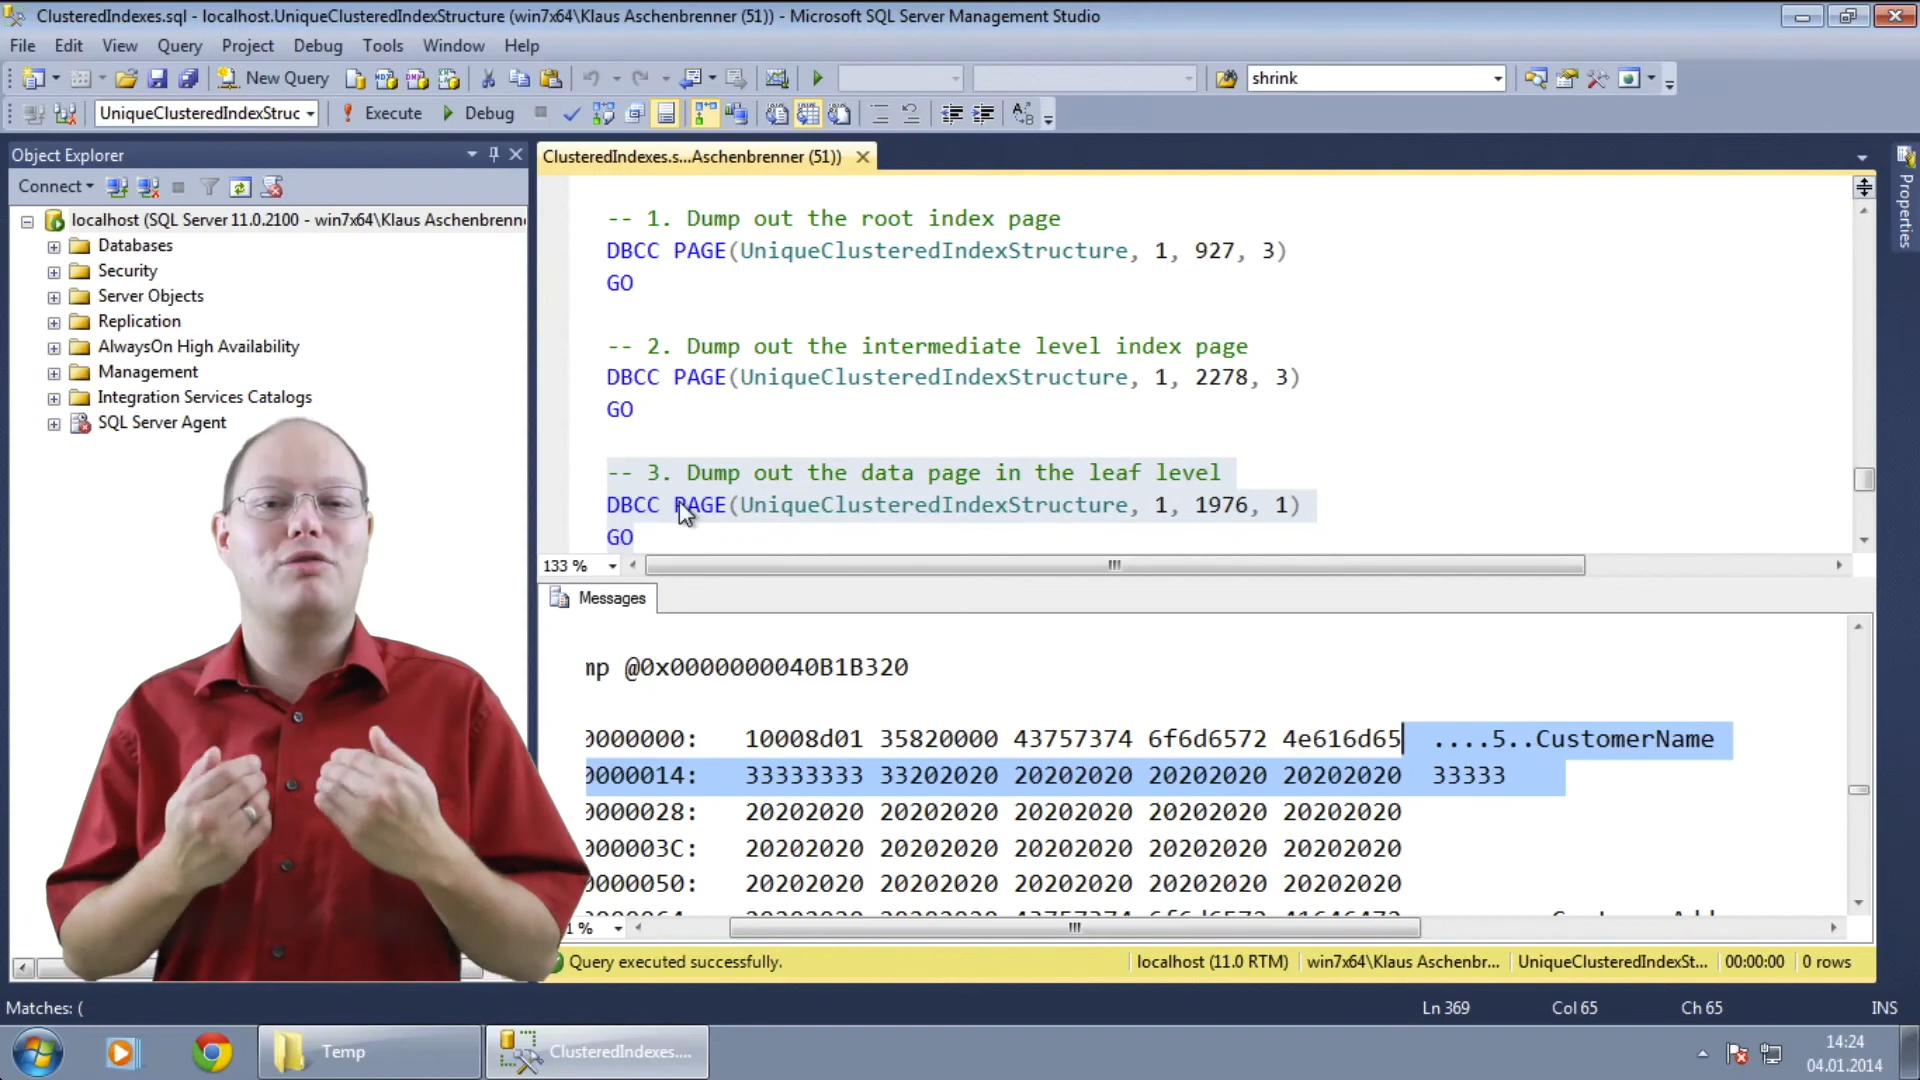 ClusteredIndexes.sql - localhost.UniqueClusteredIndexStructure (win7x64\Klaus Aschenbrenner (51)) - Microsoft SQL Server Management Studio
File Edit View Query Project Debug Tools Window Help
New Query shrink
UniqueClusteredIndexStruc Execute Debug
Object Explorer
Connect
localhost (SQL Server 11.0.2100 - win7x64\Klaus Aschenbrenn
Databases
Security
Server Objects
Replication
AlwaysOn High Availability
Management
Integration Services Catalogs
SQL Server Agent
ClusteredIndexes.s...Aschenbrenner (51))
Properties
-- 1. Dump out the root index page
DBCC PAGE(UniqueClusteredIndexStructure, 1, 927, 3)
GO
-- 2. Dump out the intermediate level index page
DBCC PAGE(UniqueClusteredIndexStructure, 1, 2278, 3)
GO
-- 3. Dump out the data page in the leaf level
DBCC PAGE(UniqueClusteredIndexStructure, 1, 1976, 1)
GO
133 %
Messages
mp @0x0000000040B1B320
0000000: 10008d01 35820000 43757374 6f6d6572 4e616d65 ....5..CustomerName
0000014: 33333333 33202020 20202020 20202020 20202020 33333
0000028: 20202020 20202020 20202020 20202020 20202020
000003C: 20202020 20202020 20202020 20202020 20202020
0000050: 20202020 20202020 20202020 20202020 20202020
1 %
Query executed successfully. localhost (11.0 RTM) win7x64\Klaus Aschenbr... UniqueClusteredIndexSt... 00:00:00 0 rows
Matches: ( Ln 369 Col 65 Ch 65 INS
Temp ClusteredIndexes.... 14:24
04.01.2014